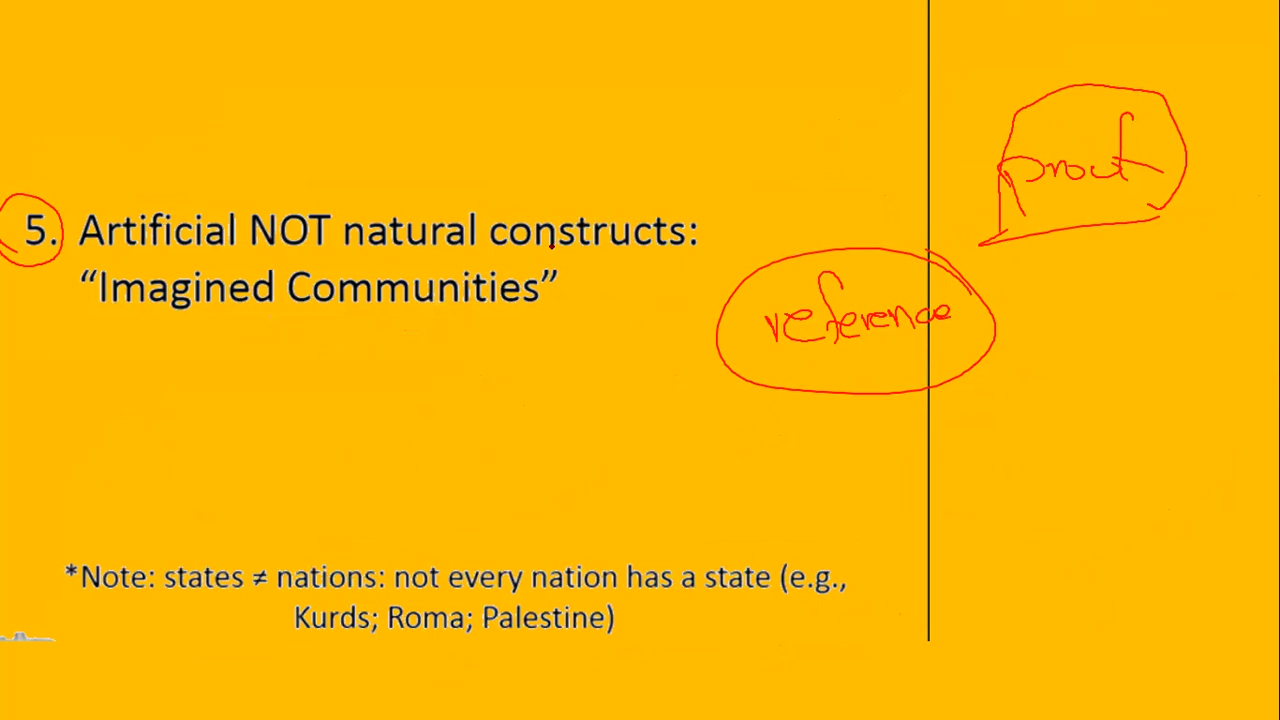 5. Artificial NOT natural constructs:
“Imagined Communities”
reference
*Note: states ≠ nations: not every nation has a state (e.g.,
Kurds; Roma; Palestine)